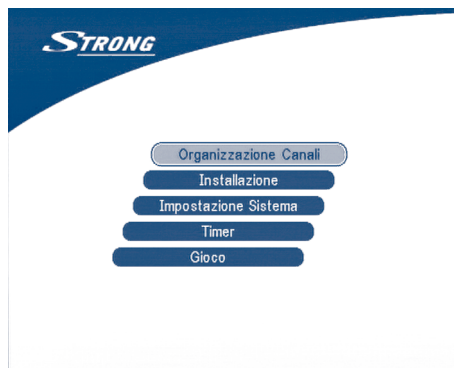 STRONG
Organizzazione Canali
Installazione
Impostazione Sistema
Timer
Gioco